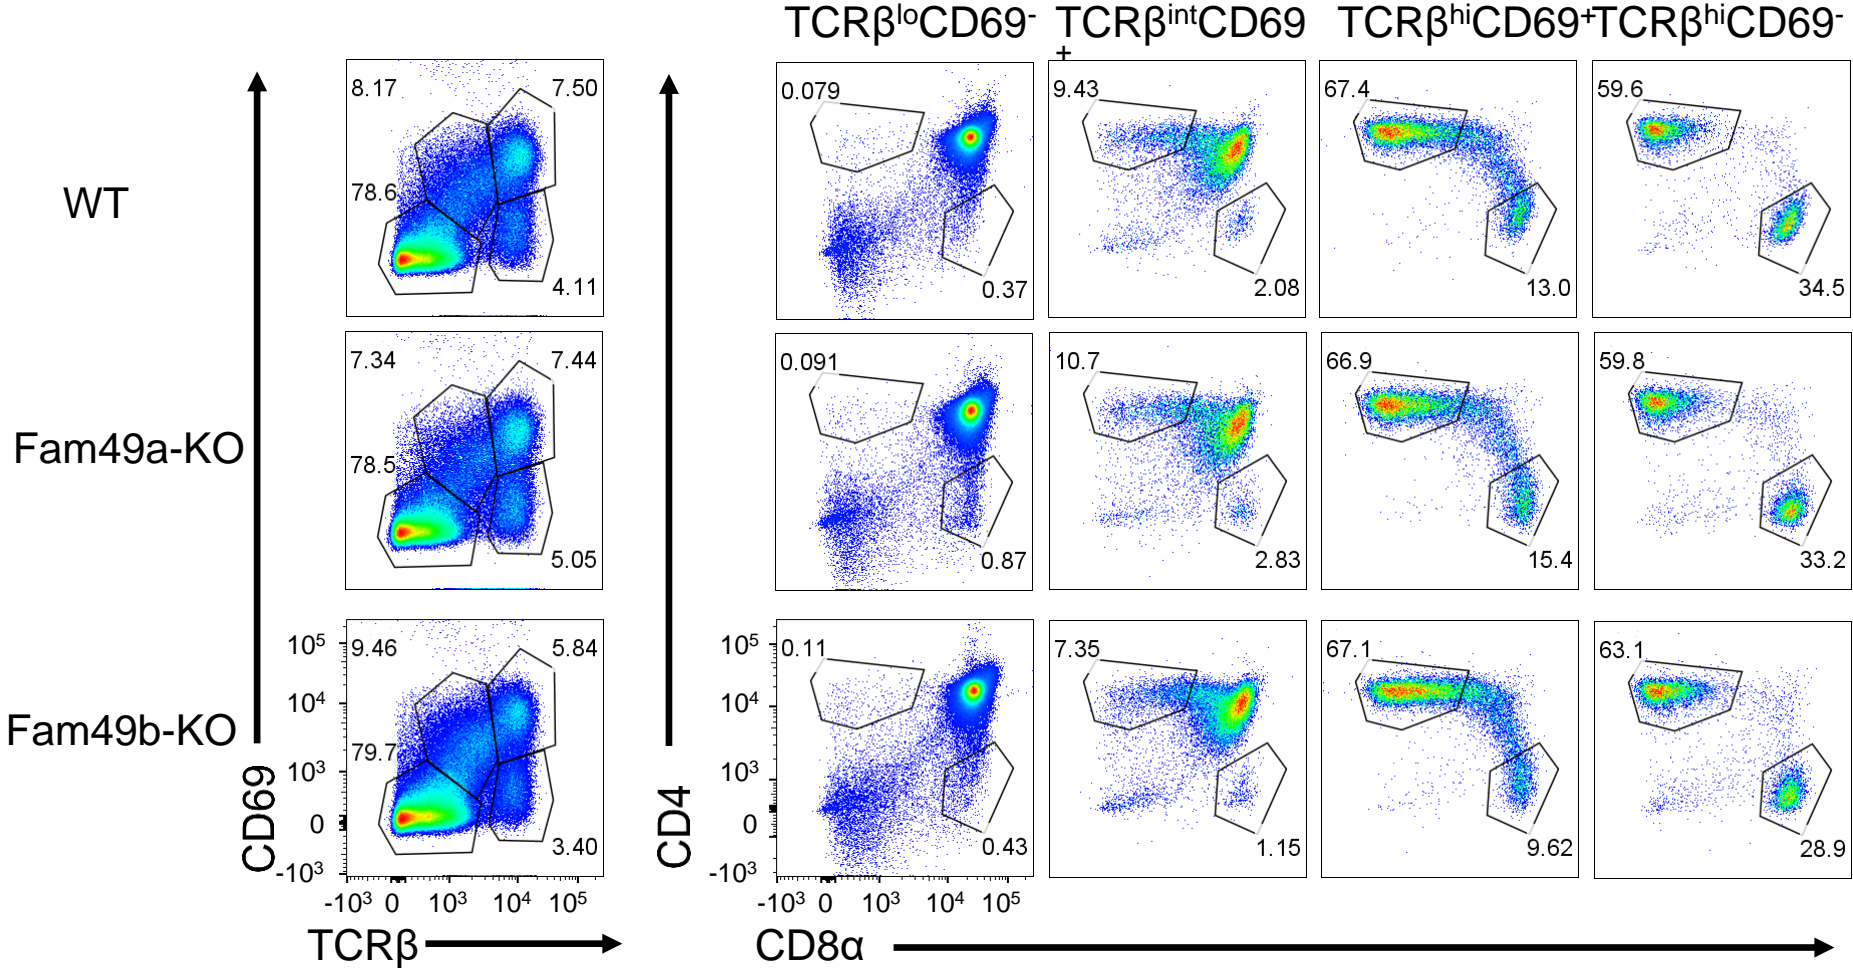 TCRβˡᵒCD69⁻ TCRβⁱⁿᵗCD69 TCRβʰⁱCD69⁺ TCRβʰⁱCD69⁻
+
8.17 7.50 0.079 9.43 67.4 59.6
WT
78.6
4.11 0.37 2.08 13.0 34.5
7.34 7.44 0.091 10.7 66.9 59.8
Fam49a-KO
78.5
5.05 0.87 2.83 15.4 33.2
10⁵ 9.46 5.84 10⁵ 0.11 7.35 67.1 63.1
10⁴ 10⁴
Fam49b-KO
79.7
10³ 10³
0 0
3.40 0.43 1.15 9.62 28.9
-10³ -10³
CD69 CD4
-10³ 0 10³ 10⁴ 10⁵ -10³ 0 10³ 10⁴ 10⁵
TCRβ CD8α